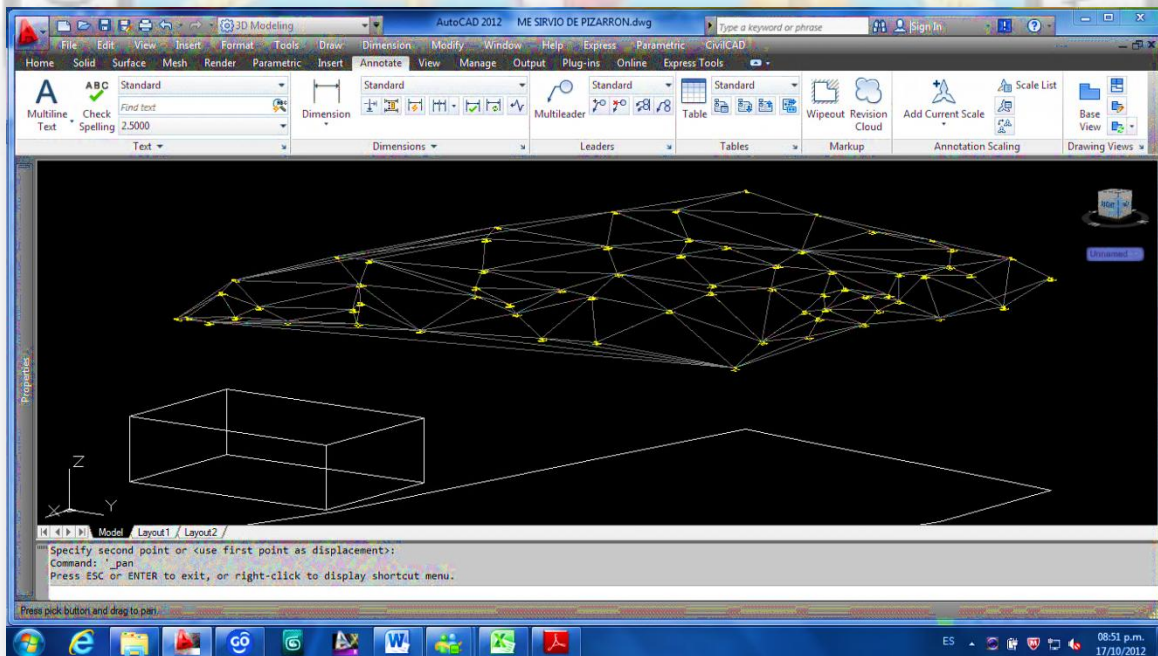 3D Modeling
AutoCAD 2012 ME SIRVIO DE PIZARRON.dwg
Type a keyword or phrase
Sign In
File Edit View Insert Format Tools Draw Dimension Modify Window Help Express Parametric CivilCAD
Home Solid Surface Mesh Render Parametric Insert Annotate View Manage Output Plug-ins Online Express Tools
A ABC Standard Standard Standard Standard Scale List
Find text
Multiline Text Check Spelling 2.5000 Dimension Multileader Table Wipeout Revision Cloud Add Current Scale Base View
Text Dimensions Leaders Tables Markup Annotation Scaling Drawing Views
Unnamed
Properties
Z
X Y
Model Layout1 Layout2
Specify second point or <use first point as displacement>:
Command: '_pan
Press ESC or ENTER to exit, or right-click to display shortcut menu.
Press pick button and drag to pan.
ES 08:51 p.m.
17/10/2012